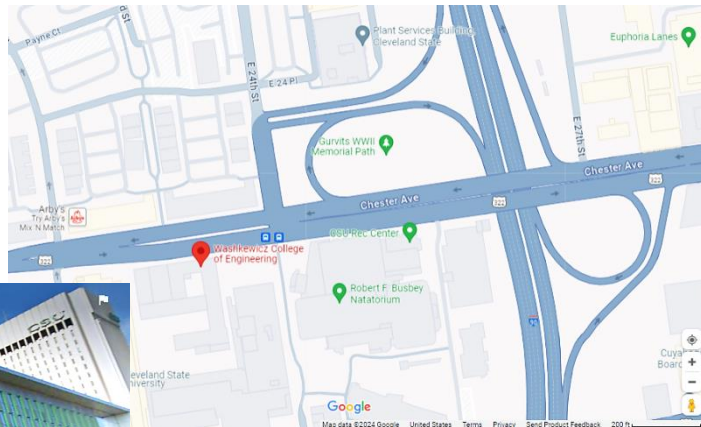 Payne Ct
Plant Services Building,
Cleveland State
Euphoria Lanes
E 24th St
E 24 Pl
Gurvits WWII
Memorial Path
E 27th St
Chester Ave
Chester Ave
322
322
Arby's
Try Arby's
Mix N Match
CSU Rec Center
Washkewicz College
of Engineering
322
Robert F. Busbey
Natatorium
CSU
Cleveland State
University
Cuya
Board
Google
Map data ©2024 Google United States Terms Privacy Send Product Feedback 200 ft